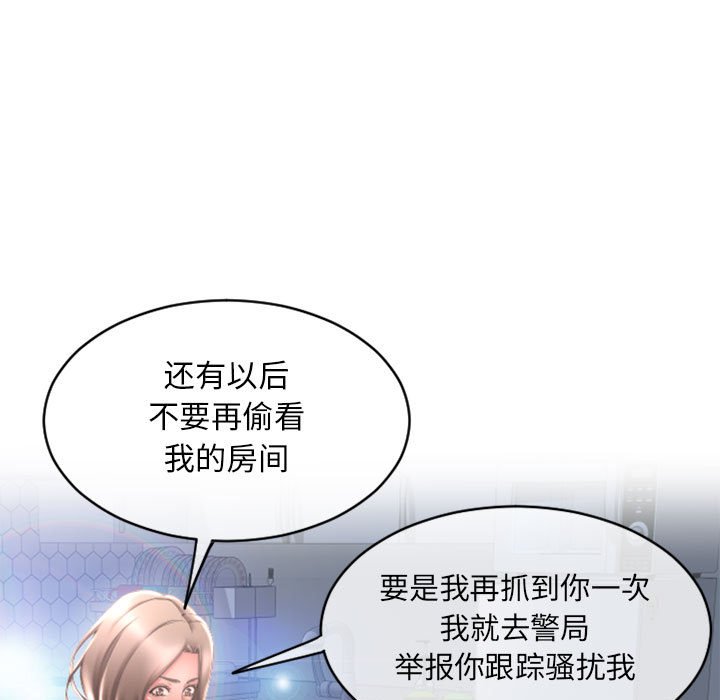 还有以后
不要再偷看
我的房间
要是我再抓到你一次
我就去警局
举报你跟踪骚扰我